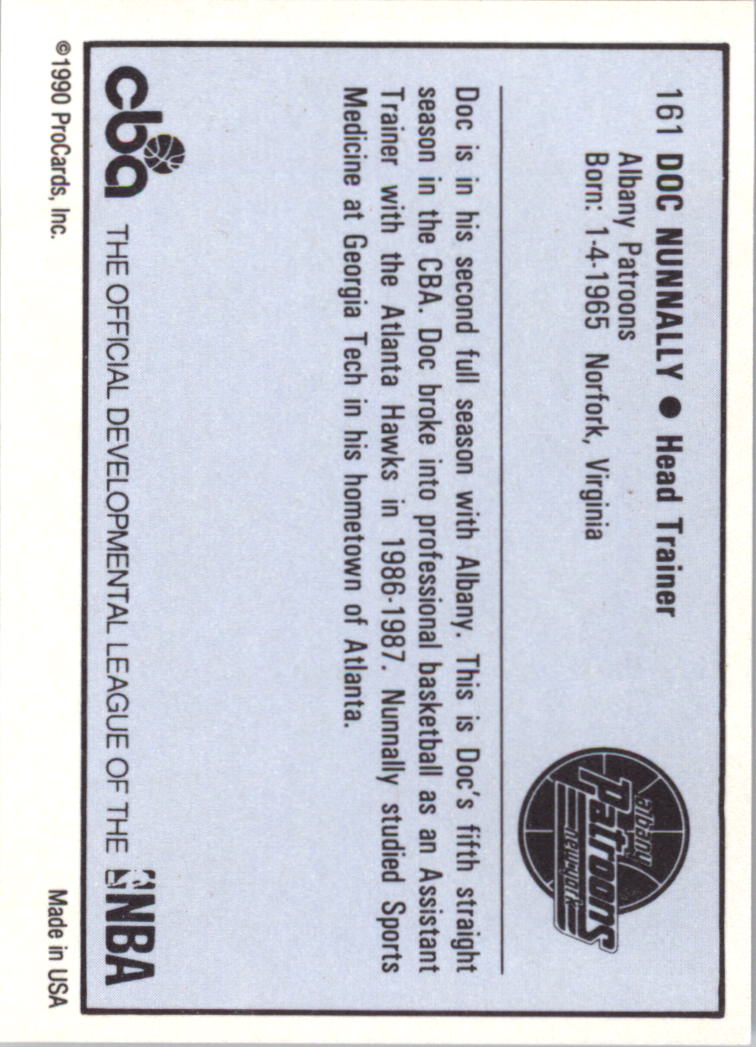 161 DOC NUNNALLY ● Head Trainer
Albany Patroons
Born: 1-4-1965 Norfork, Virginia
albany
Patroons
newyork
Doc is in his second full season with Albany. This is Doc's fifth straight
season in the CBA. Doc broke into professional basketball as an Assistant
Trainer with the Atlanta Hawks in 1986-1987. Nunnally studied Sports
Medicine at Georgia Tech in his hometown of Atlanta.
cba THE OFFICIAL DEVELOPMENTAL LEAGUE OF THE NBA
©1990 ProCards, Inc. Made in USA